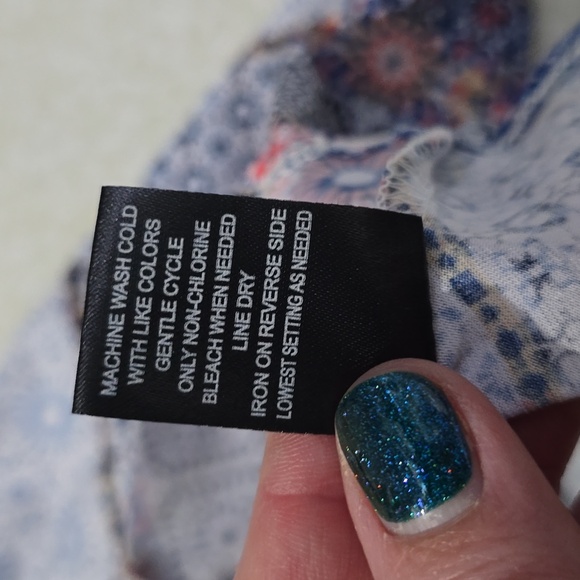 MACHINE WASH COLD
WITH LIKE COLORS
GENTLE CYCLE
ONLY NON-CHLORINE
BLEACH WHEN NEEDED
LINE DRY
IRON ON REVERSE SIDE
LOWEST SETTING AS NEEDED